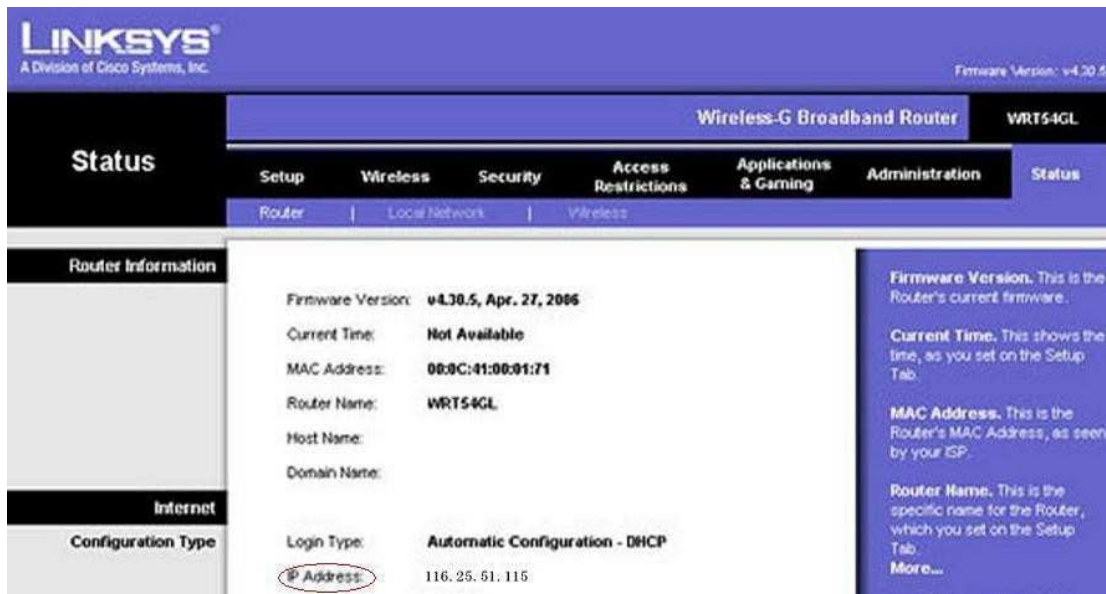 LINKSYS®
A Division of Cisco Systems, Inc.
Firmware Version: v4.30.5
Wireless-G Broadband Router
WRT54GL
Status
Setup
Wireless
Security
Access Restrictions
Applications & Gaming
Administration
Status
Router | Local Network | Wireless
Router Information
Firmware Version: v4.30.5, Apr. 27, 2006
Current Time: Not Available
MAC Address: 00:0C:41:00:01:71
Router Name: WRT54GL
Host Name:
Domain Name:
Internet
Configuration Type
Login Type: Automatic Configuration - DHCP
IP Address: 116.25.51.115
Firmware Version. This is the
Router's current firmware.
Current Time. This shows the
time, as you set on the Setup
Tab.
MAC Address. This is the
Router's MAC Address, as seen
by your ISP.
Router Name. This is the
specific name for the Router,
which you set on the Setup
Tab.
More...